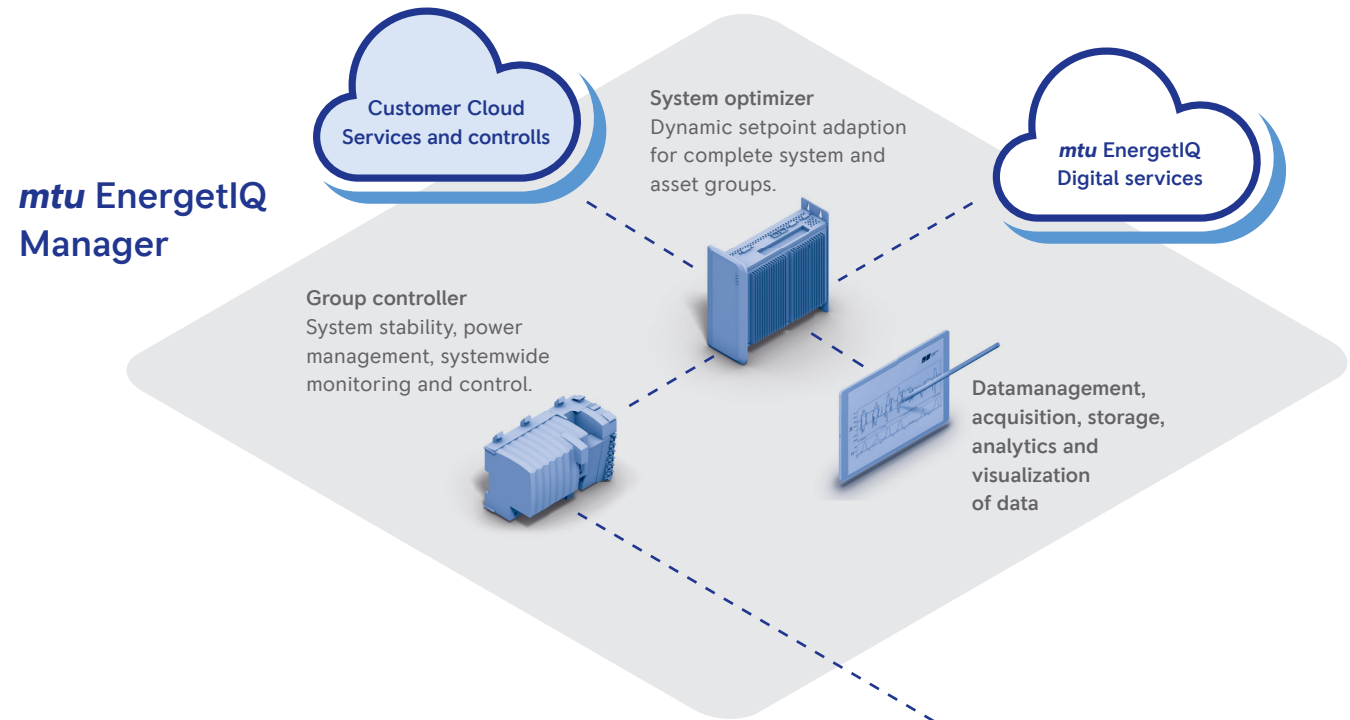 Customer Cloud
Services and controlls
System optimizer
Dynamic setpoint adaption
for complete system and
asset groups.
mtu EnergetIQ
Digital services
mtu EnergetIQ
Manager
Group controller
System stability, power
management, systemwide
monitoring and control.
Datamanagement,
acquisition, storage,
analytics and
visualization
of data